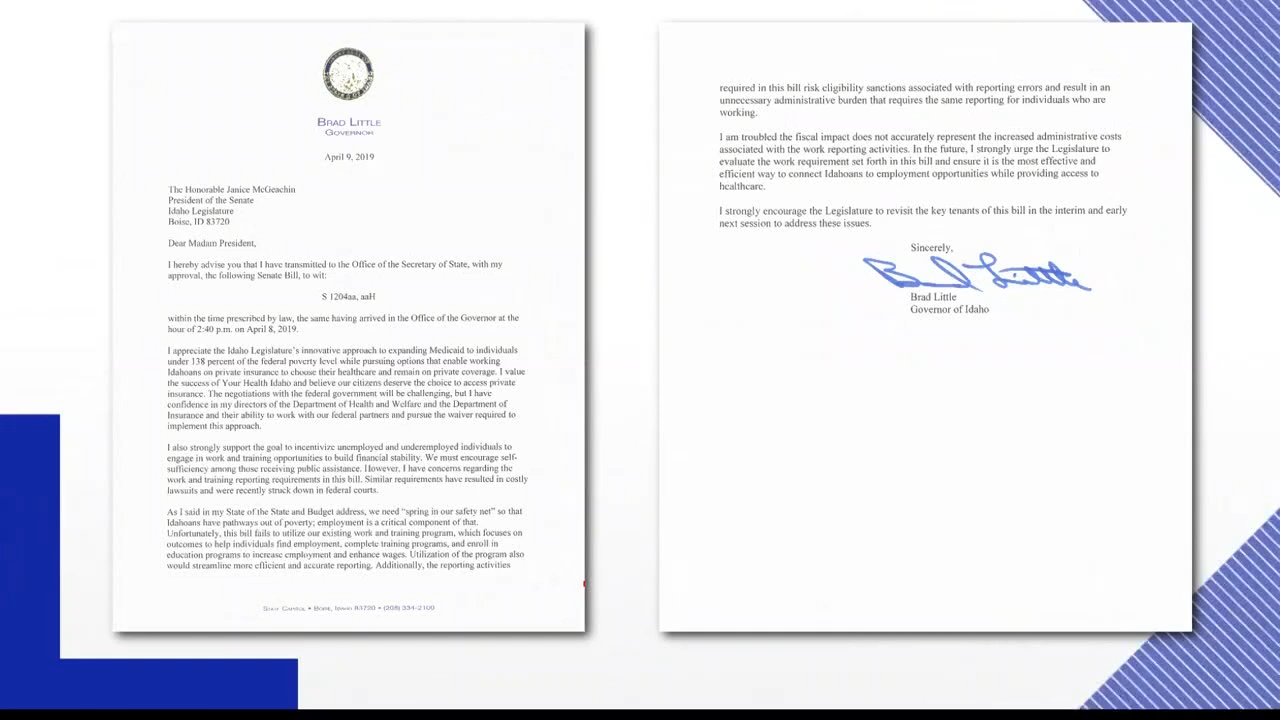 BRAD LITTLE
GOVERNOR
April 9, 2019
The Honorable Janice McGeachin
President of the Senate
Idaho Legislature
Boise, ID 83720
Dear Madam President,
I hereby advise you that I have transmitted to the Office of the Secretary of State, with my
approval, the following Senate Bill, to wit:
S 1204aa, aaH
within the time prescribed by law, the same having arrived in the Office of the Governor at the
hour of 2:40 p.m. on April 8, 2019.
I appreciate the Idaho Legislature's innovative approach to expanding Medicaid to individuals
under 138 percent of the federal poverty level while pursuing options that enable working
Idahoans on private insurance to choose their healthcare and remain on private coverage. I value
the success of Your Health Idaho and believe our citizens deserve the choice to access private
insurance. The negotiations with the federal government will be challenging, but I have
confidence in my directors of the Department of Health and Welfare and the Department of
Insurance and their ability to work with our federal partners and pursue the waiver required to
implement this approach.
I also strongly support the goal to incentivize unemployed and underemployed individuals to
engage in work and training opportunities to build financial stability. We must encourage self-
sufficiency among those receiving public assistance. However, I have concerns regarding the
work and training reporting requirements in this bill. Similar requirements have resulted in costly
lawsuits and were recently struck down in federal courts.
As I said in my State of the State and Budget address, we need "spring in our safety net" so that
Idahoans have pathways out of poverty; employment is a critical component of that.
Unfortunately, this bill fails to utilize our existing work and training program, which focuses on
outcomes to help individuals find employment, complete training programs, and enroll in
education programs to increase employment and enhance wages. Utilization of the program also
would streamline more efficient and accurate reporting. Additionally, the reporting activities
STATE CAPITOL • BOISE, IDAHO 83720 • (208) 334-2100
required in this bill risk eligibility sanctions associated with reporting errors and result in an
unnecessary administrative burden that requires the same reporting for individuals who are
working.
I am troubled the fiscal impact does not accurately represent the increased administrative costs
associated with the work reporting activities. In the future, I strongly urge the Legislature to
evaluate the work requirement set forth in this bill and ensure it is the most effective and
efficient way to connect Idahoans to employment opportunities while providing access to
healthcare.
I strongly encourage the Legislature to revisit the key tenants of this bill in the interim and early
next session to address these issues.
Sincerely,
Brad Little
Brad Little
Governor of Idaho